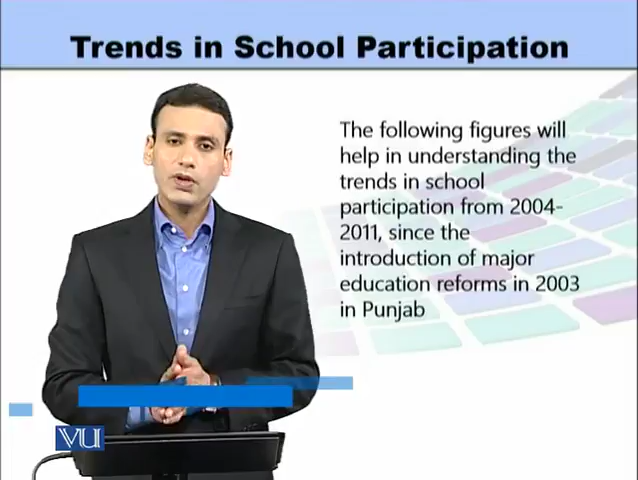 Trends in School Participation
The following figures will
help in understanding the
trends in school
participation from 2004-
2011, since the
introduction of major
education reforms in 2003
in Punjab
VU